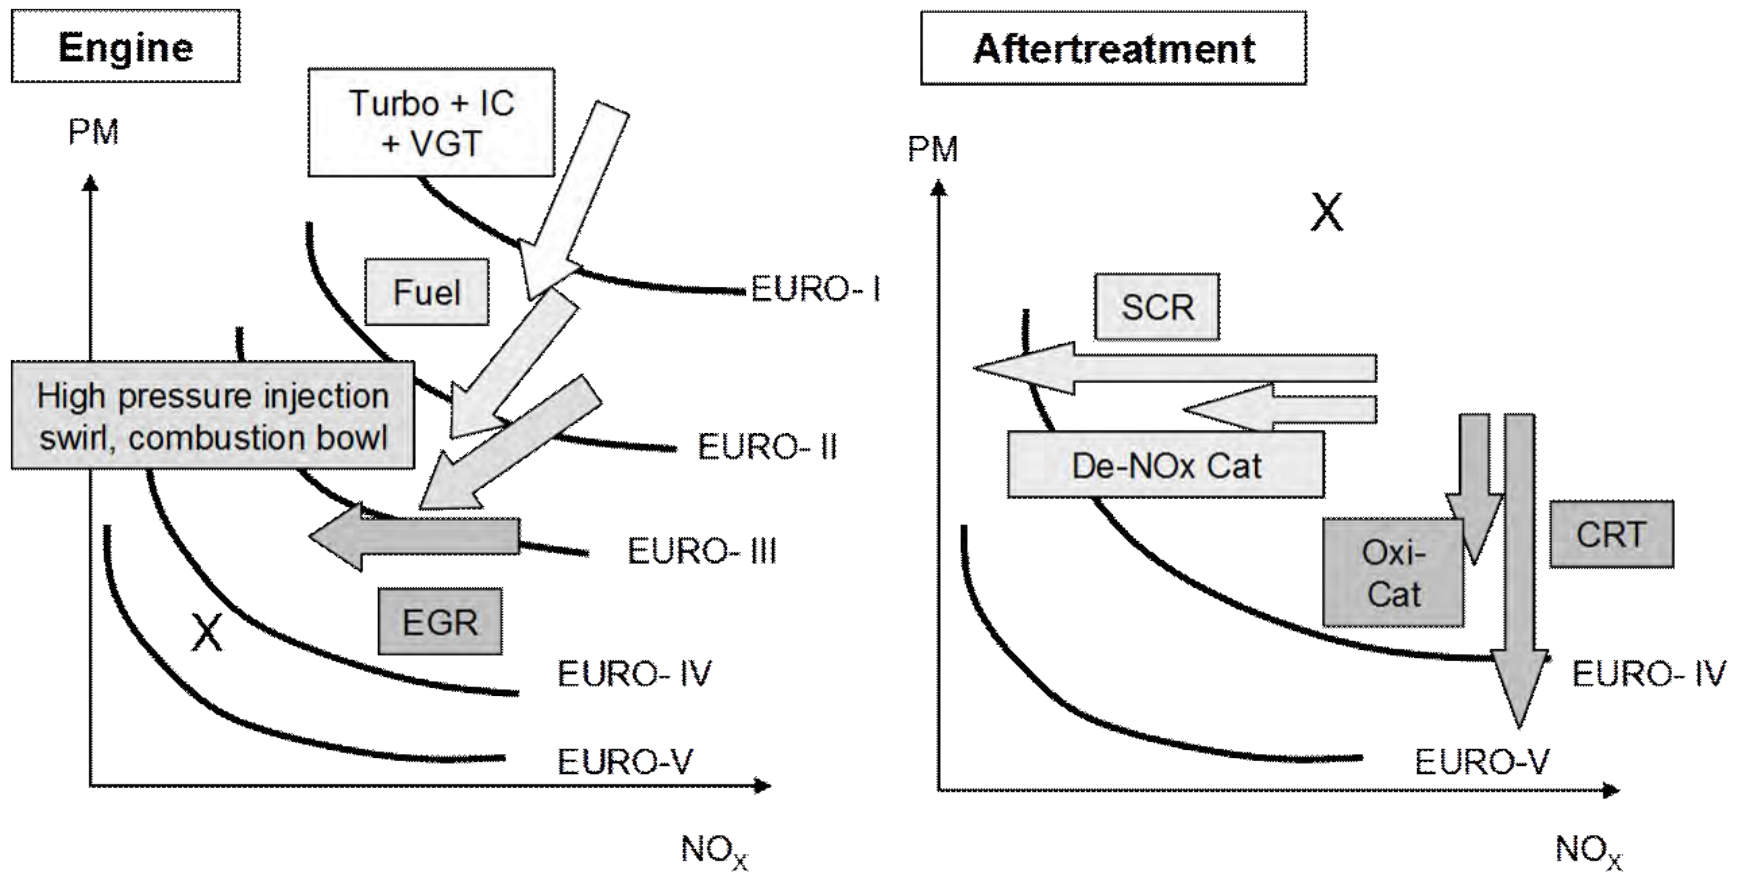 Engine
Turbo + IC
+ VGT
PM
Fuel
EURO- I
High pressure injection
swirl, combustion bowl
EURO- II
EURO- III
EGR
X
EURO- IV
EURO-V
NOX
Aftertreatment
PM
X
SCR
De-NOx Cat
Oxi-
Cat
CRT
EURO- IV
EURO-V
NOX